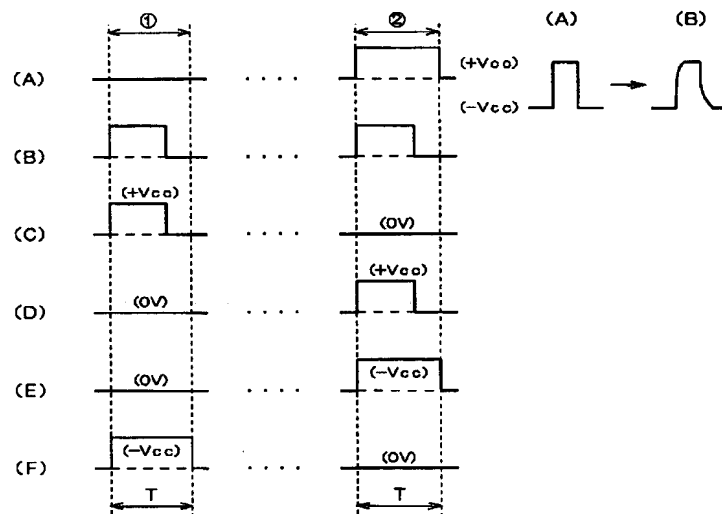 ① ②
(A) . . . .
(B) . . . .
(+Vcc)
(C) . . . . (0V)
(+Vcc)
(D) (0V) . . . .
(E) (0V) . . . . (-Vcc)
(F) (-Vcc) . . . . (0V)
T T
(A) (B)
(+Vcc)
(-Vcc)